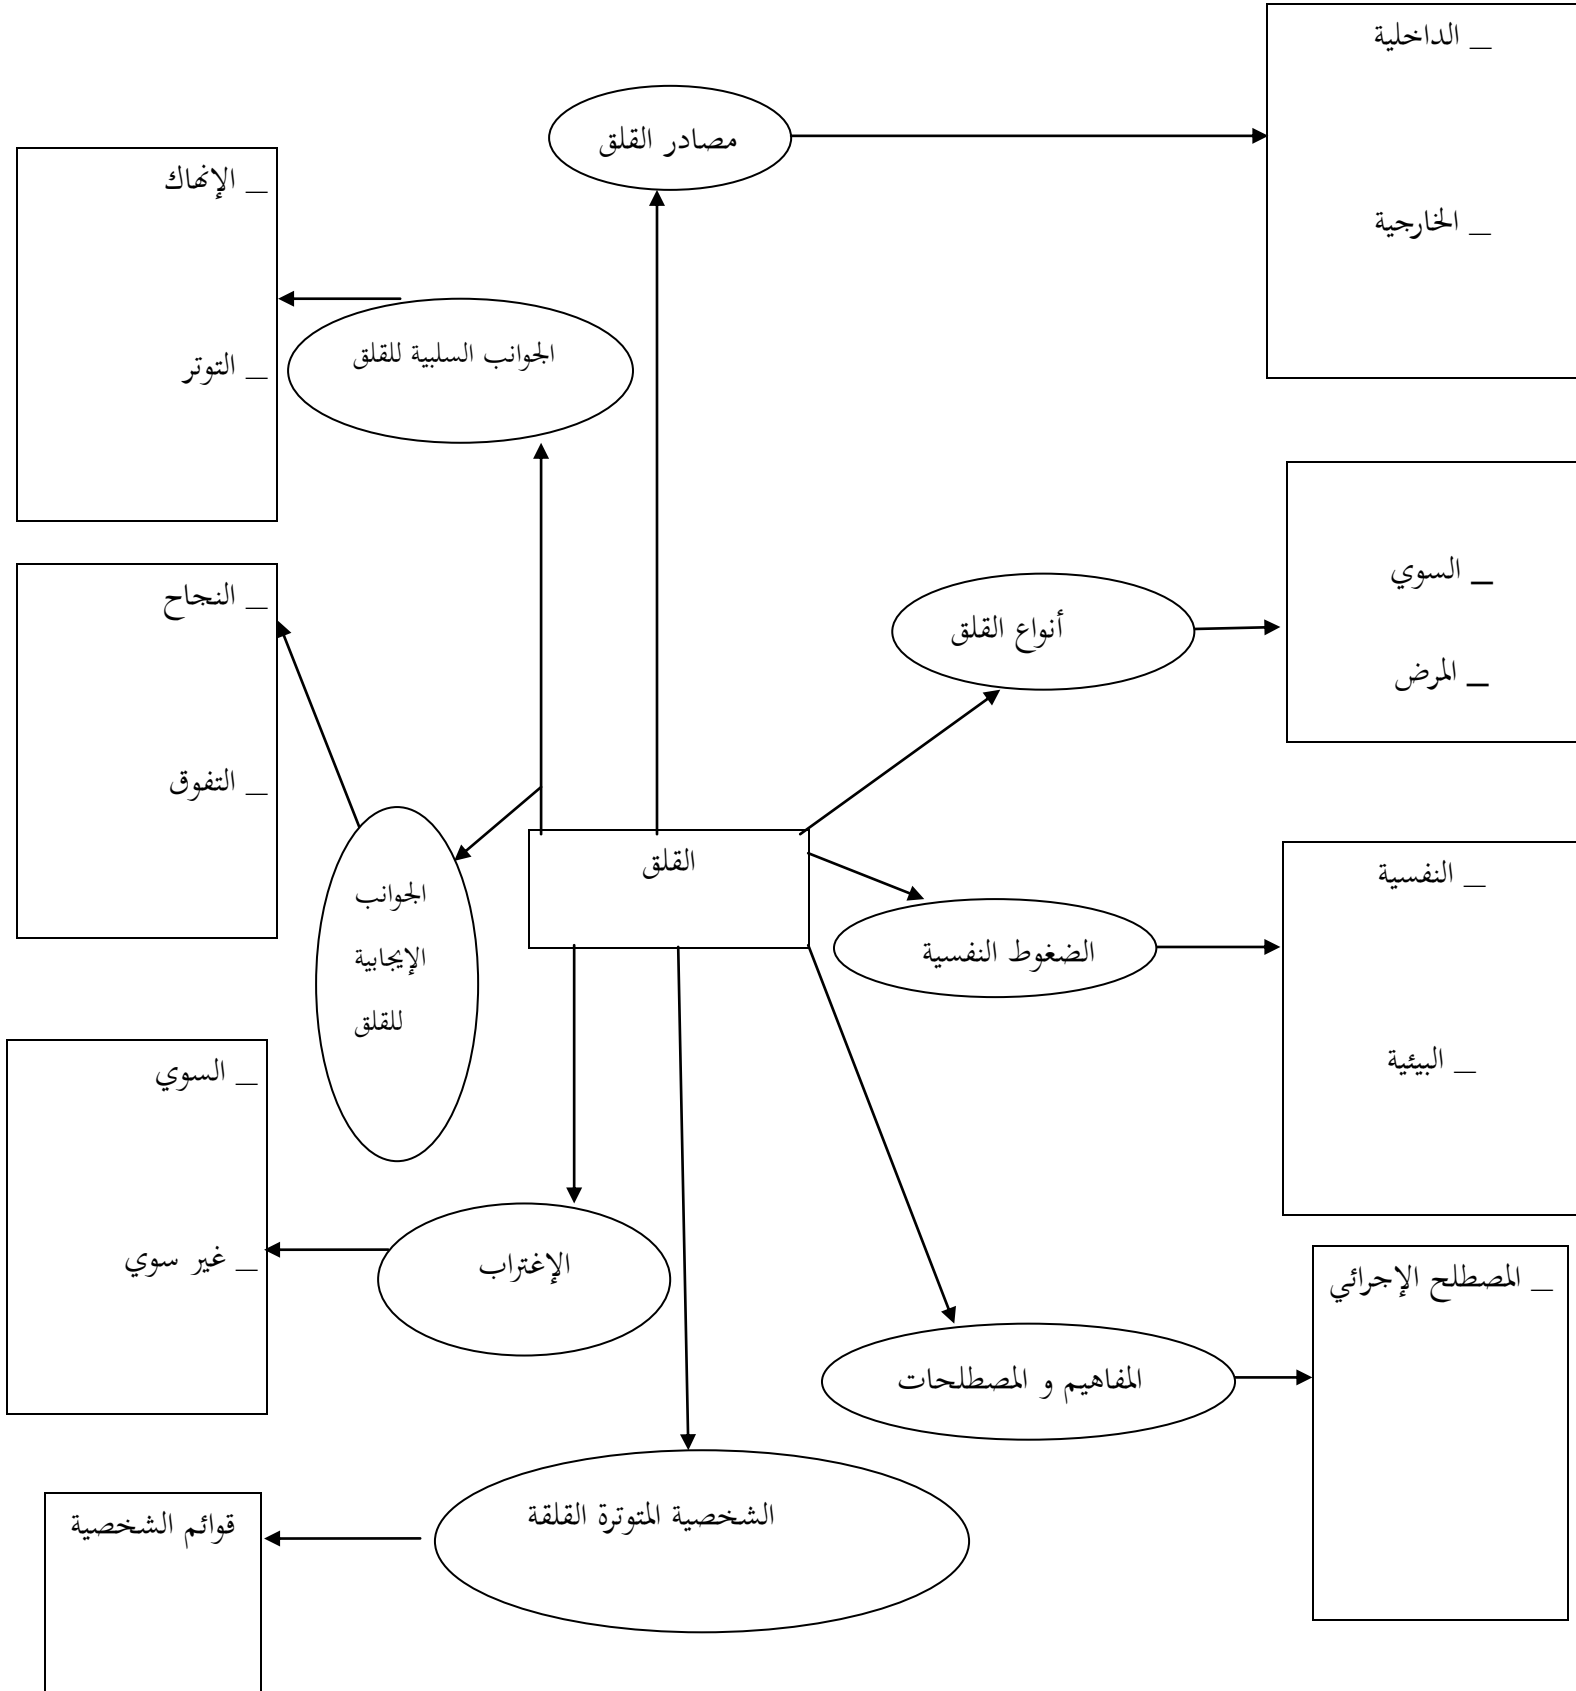 _ الداخلية
_ الخارجية
مصادر القلق
_ الإنهاك
_ التوتر
الجوانب السلبية للقلق
_ السوي
_ المرض
أنواع القلق
_ النجاح
_ التفوق
القلق
_ النفسية
_ البيئية
الضغوط النفسية
الجوانب
الإيجابية
للقلق
_ السوي
_ غير سوي
الإغتراب
_ المصطلح الإجرائي
المفاهيم و المصطلحات
الشخصية المتوترة القلقة
قوائم الشخصية